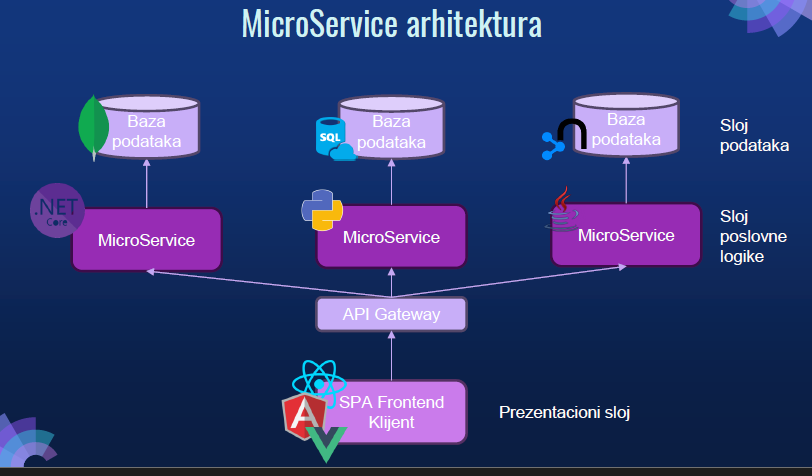 MicroService arhitektura
Baza
podataka
SQL
Baza
podataka
Baza
podataka
Sloj
podataka
.NET
Core
MicroService
MicroService
MicroService
Sloj
poslovne
logike
API Gateway
SPA Frontend
Klijent
Prezentacioni sloj